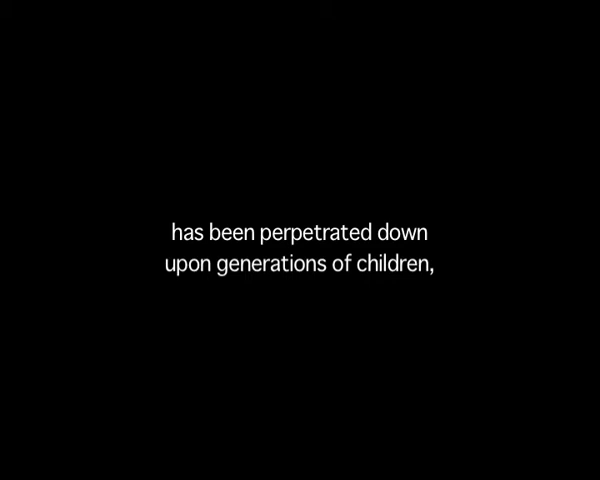 has been perpetrated down
upon generations of children,